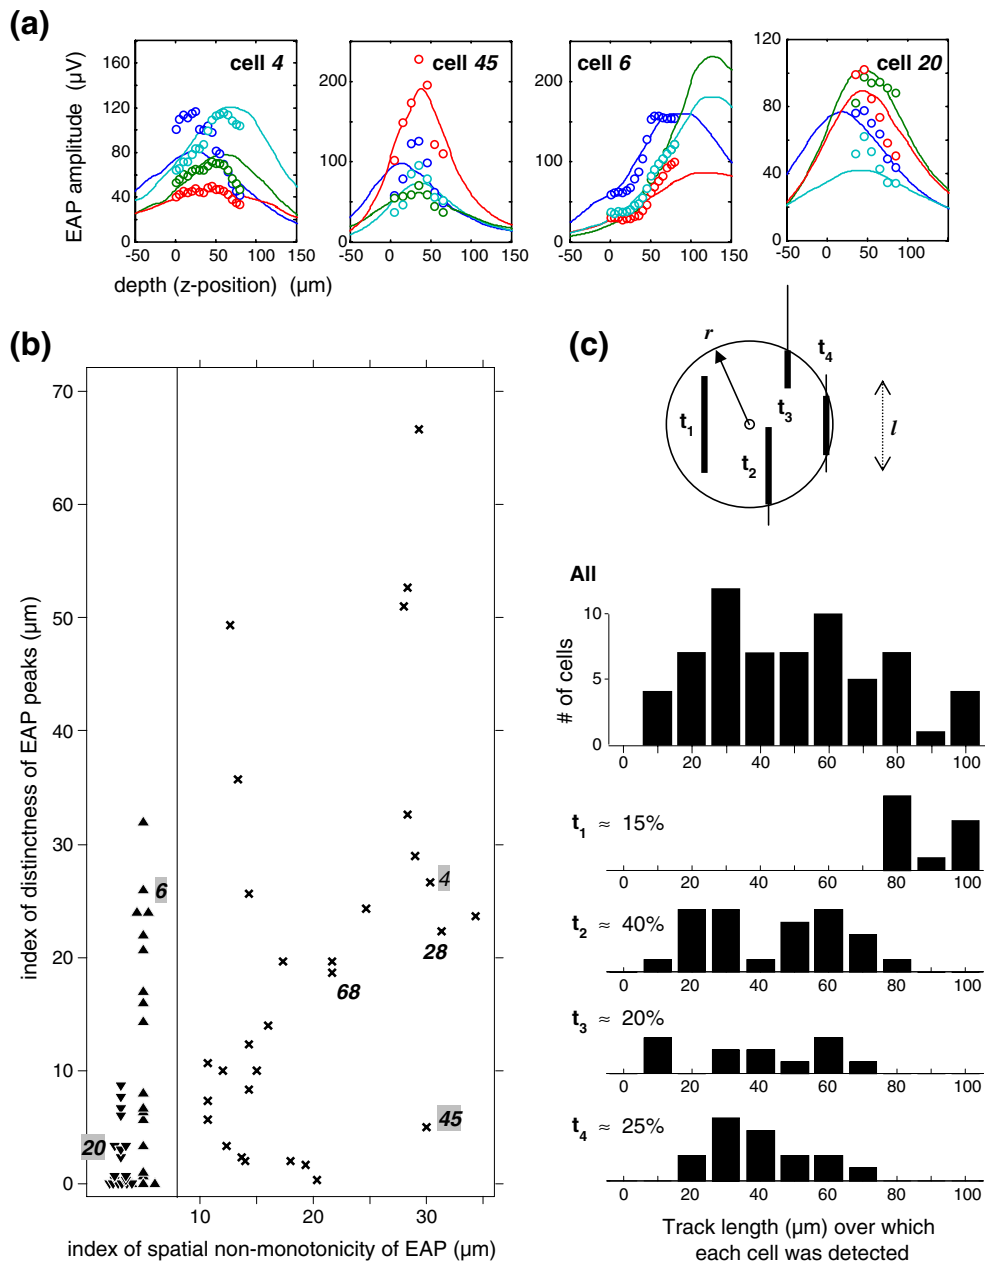 (a)
cell 4
cell 45
cell 6
cell 20
EAP amplitude (µV)
160
120
80
40
0
200
100
0
200
100
0
120
80
40
0
-50 0 50 100 150
-50 0 50 100 150
-50 0 50 100 150
-50 0 50 100 150
depth (z-position) (µm)
(b)
index of distinctness of EAP peaks (µm)
70
60
50
40
30
20
10
0
6
4
28
68
45
20
10 20 30
index of spatial non-monotonicity of EAP (µm)
(c)
r
t4
t3
t1
t2
l
All
# of cells
10
5
0
0 20 40 60 80 100
t1 ≈ 15%
0 20 40 60 80 100
t2 ≈ 40%
0 20 40 60 80 100
t3 ≈ 20%
0 20 40 60 80 100
t4 ≈ 25%
0 20 40 60 80 100
Track length (µm) over which
each cell was detected